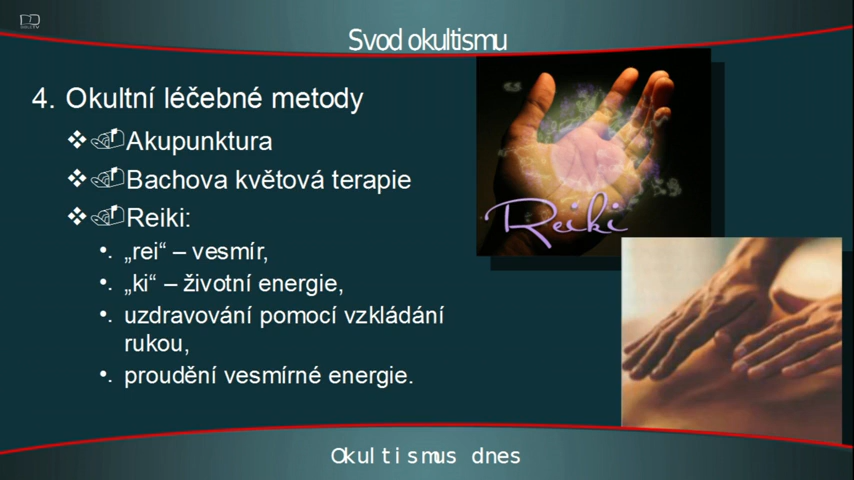 Svod okultismu
4. Okultní léčebné metody
Akupunktura
Bachova květová terapie
Reiki:
„rei“ – vesmír,
„ki“ – životní energie,
uzdravování pomocí vzkládání
rukou,
proudění vesmírné energie.
Reiki
Okultismus dnes